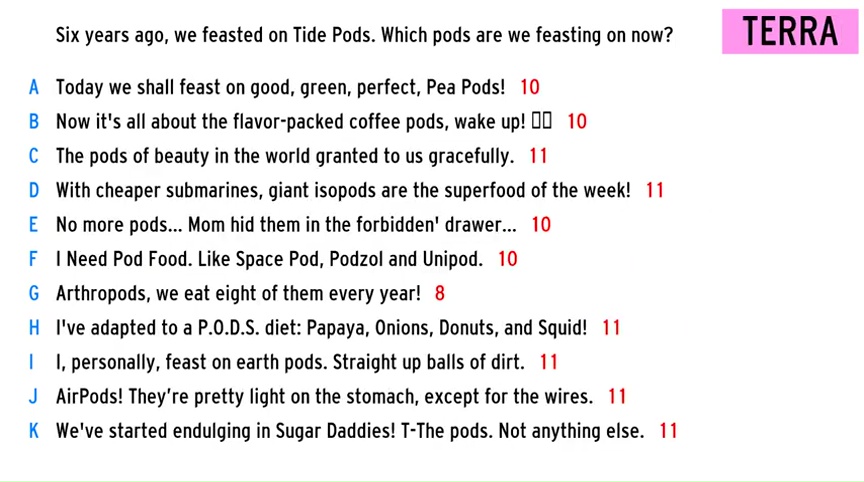 Six years ago, we feasted on Tide Pods. Which pods are we feasting on now?
TERRA
A Today we shall feast on good, green, perfect, Pea Pods! 10
B Now it's all about the flavor-packed coffee pods, wake up! 10
C The pods of beauty in the world granted to us gracefully. 11
D With cheaper submarines, giant isopods are the superfood of the week! 11
E No more pods... Mom hid them in the forbidden' drawer... 10
F I Need Pod Food. Like Space Pod, Podzol and Unipod. 10
G Arthropods, we eat eight of them every year! 8
H I've adapted to a P.O.D.S. diet: Papaya, Onions, Donuts, and Squid! 11
I I, personally, feast on earth pods. Straight up balls of dirt. 11
J AirPods! They’re pretty light on the stomach, except for the wires. 11
K We've started endulging in Sugar Daddies! T-The pods. Not anything else. 11